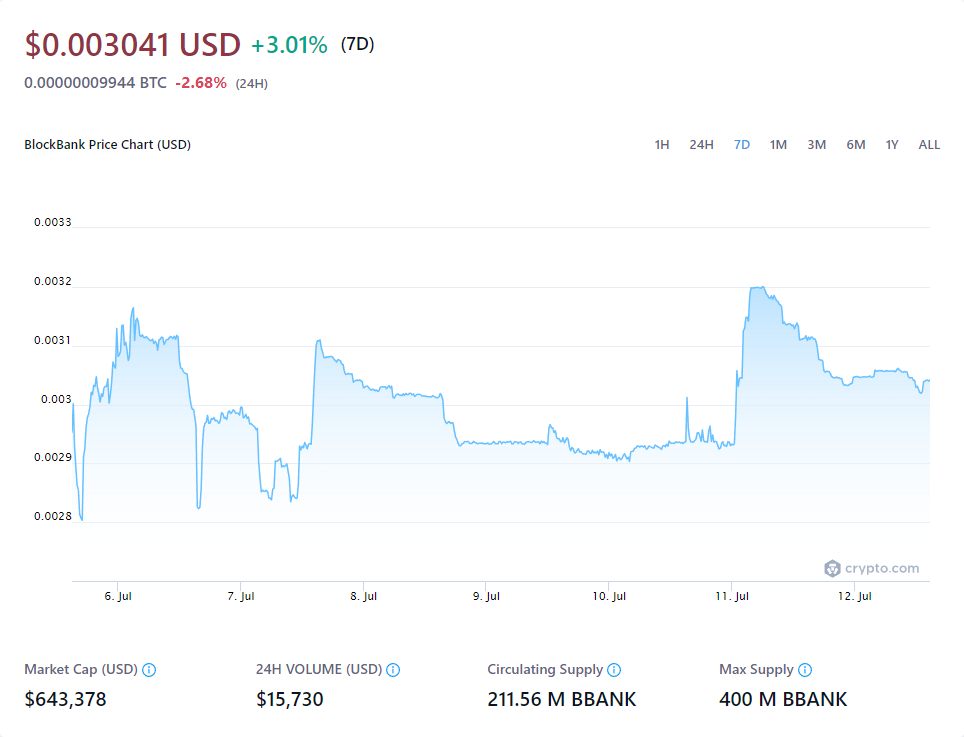 $0.003041 USD +3.01% (7D)
0.00000009944 BTC -2.68% (24H)
BlockBank Price Chart (USD)
1H 24H 7D 1M 3M 6M 1Y ALL
0.0033
0.0032
0.0031
0.003
0.0029
0.0028
crypto.com
6. Jul 7. Jul 8. Jul 9. Jul 10. Jul 11. Jul 12. Jul
Market Cap (USD) 24H VOLUME (USD) Circulating Supply Max Supply
$643,378 $15,730 211.56 M BBANK 400 M BBANK